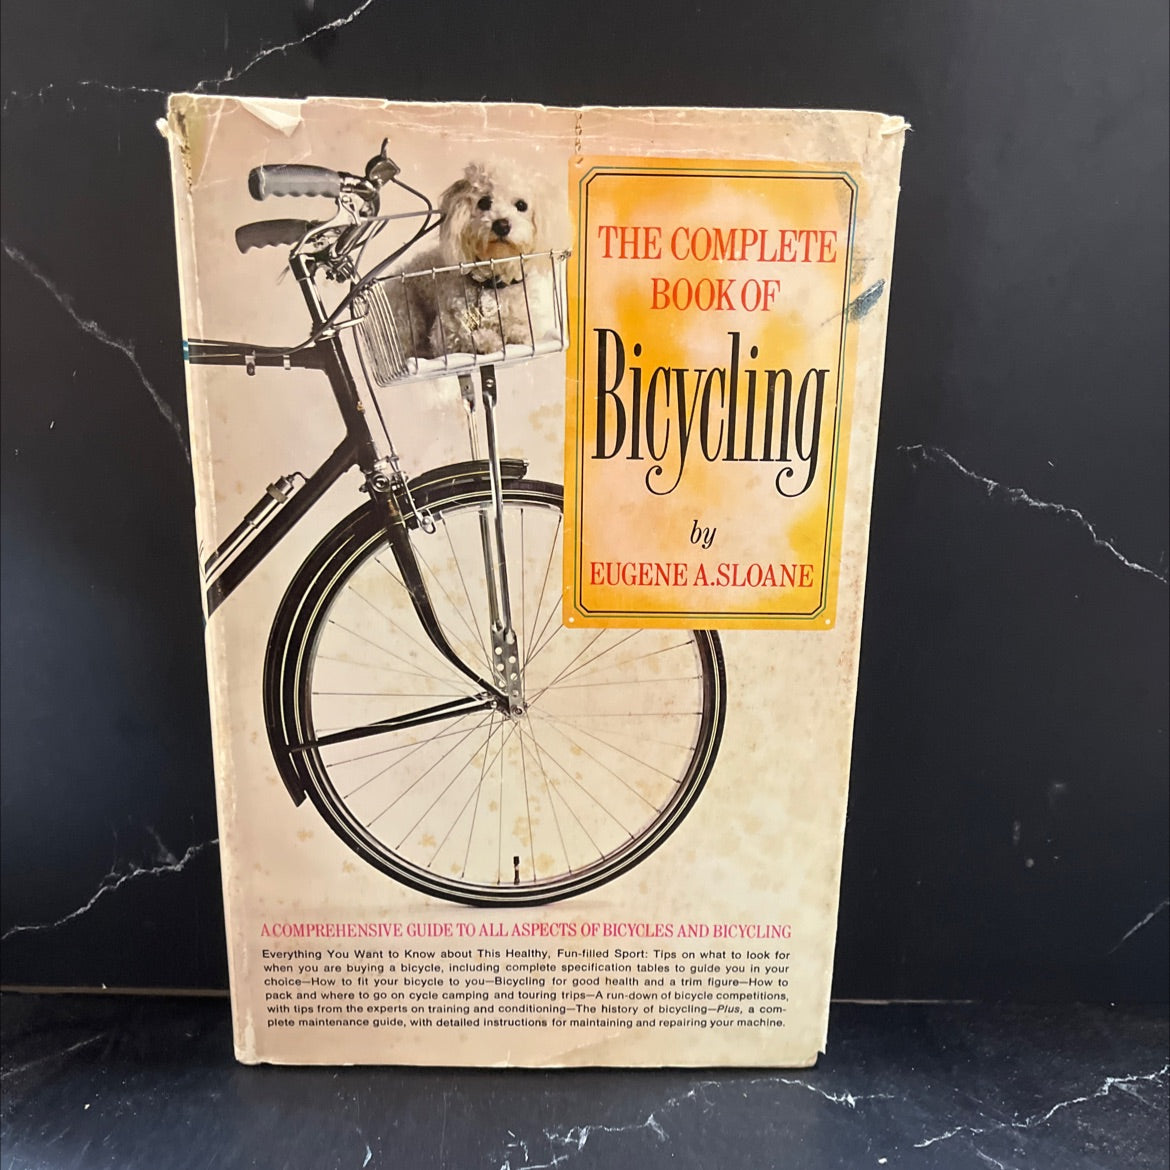 THE COMPLETE
BOOK OF
Bicycling
by
EUGENE A.SLOANE
A COMPREHENSIVE GUIDE TO ALL ASPECTS OF BICYCLES AND BICYCLING
Everything You Want to Know about This Healthy, Fun-filled Sport: Tips on what to look for
when you are buying a bicycle, including complete specification tables to guide you in your
choice—How to fit your bicycle to you—Bicycling for good health and a trim figure—How to
pack and where to go on cycle camping and touring trips—A run-down of bicycle competitions,
with tips from the experts on training and conditioning—The history of bicycling—Plus, a com-
plete maintenance guide, with detailed instructions for maintaining and repairing your machine.